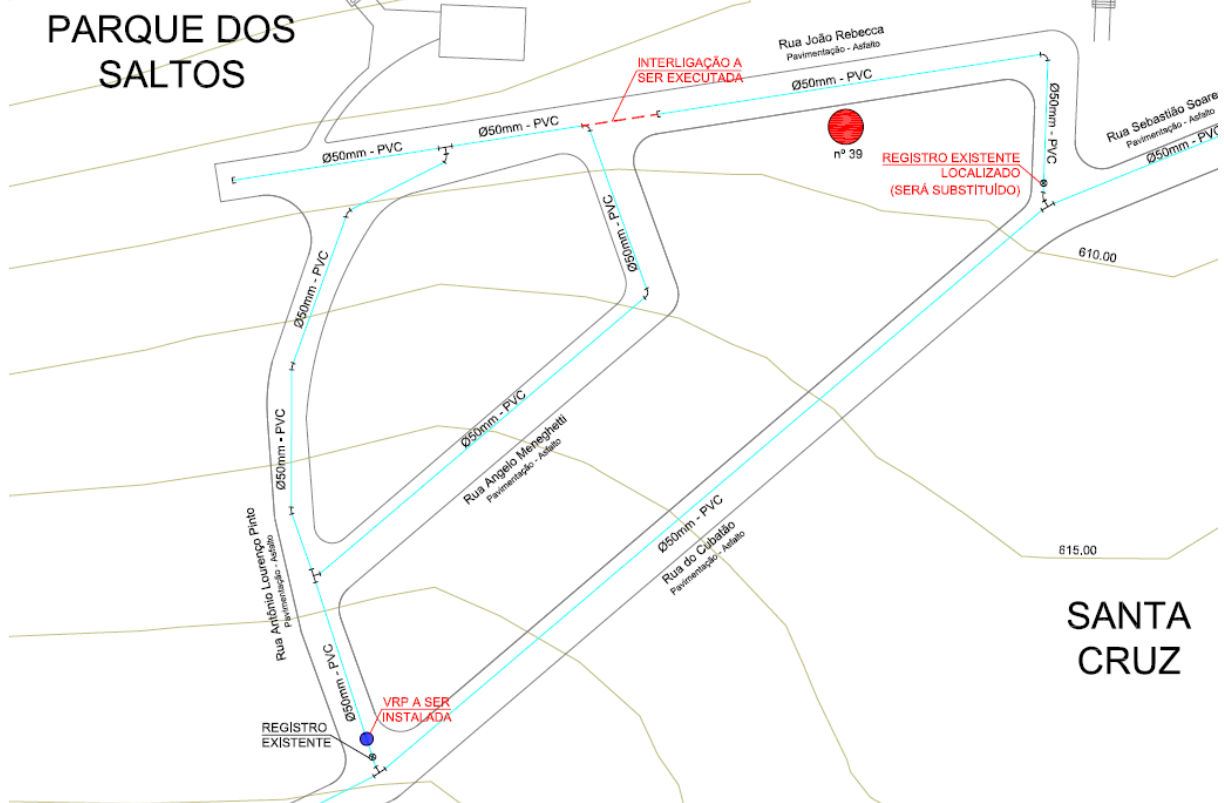 PARQUE DOS
SALTOS
Rua João Rebecca
Pavimentação - Asfalto
INTERLIGAÇÃO A
SER EXECUTADA
Ø50mm - PVC
Ø50mm - PVC
Ø50mm - PVC
Ø50mm - PVC
Rua Sebastião Soare
Pavimentação - Asfalto
Ø50mm - PVC
nº 39
REGISTRO EXISTENTE
LOCALIZADO
(SERÁ SUBSTITUÍDO)
Ø50mm - PVC
610.00
Ø50mm - PVC
Ø50mm - PVC
Ø50mm - PVC
Rua Angelo Meneghetti
Pavimentação - Asfalto
Ø50mm - PVC
Rua do Cubatão
Pavimentação - Asfalto
615.00
Rua Antônio Lourenço Pinto
Pavimentação - Asfalto
SANTA
CRUZ
Ø50mm - PVC
VRP A SER
INSTALADA
REGISTRO
EXISTENTE